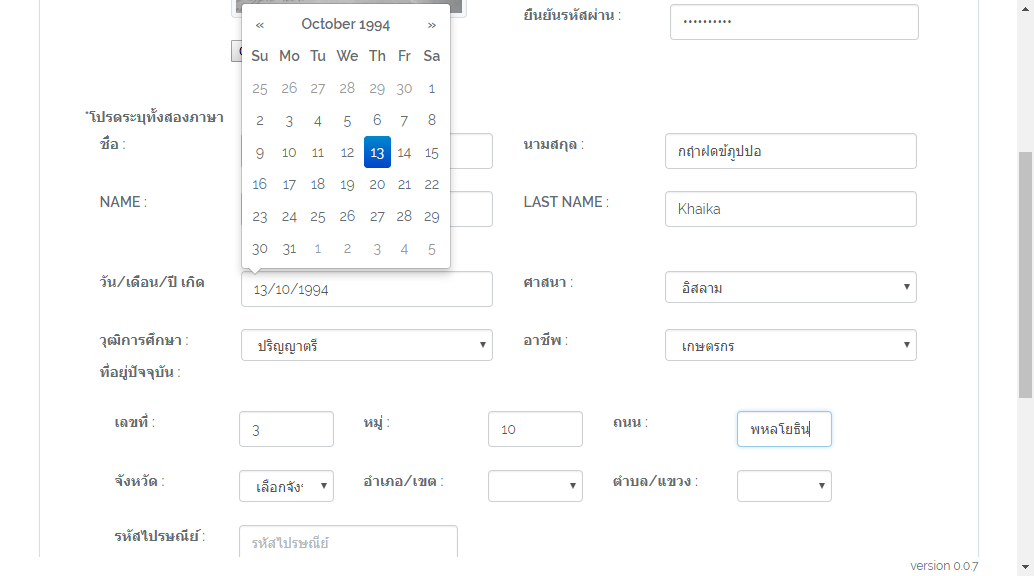 ยืนยันรหัสผ่าน :
••••••••••
« October 1994 »
Su Mo Tu We Th Fr Sa
25 26 27 28 29 30 1
2 3 4 5 6 7 8
9 10 11 12 13 14 15
16 17 18 19 20 21 22
23 24 25 26 27 28 29
30 31 1 2 3 4 5
*โปรดระบุทั้งสองภาษา
ชื่อ :
นามสกุล : กฎำฝดขัภูปปอ
NAME :
LAST NAME : Khaika
วัน/เดือน/ปี เกิด 13/10/1994
ศาสนา : อิสลาม
วุฒิการศึกษา : ปริญญาตรี
อาชีพ : เกษตรกร
ที่อยู่ปัจจุบัน :
เลขที่ : 3 หมู่ : 10 ถนน : พหลโยธิน
จังหวัด : เลือกจัง อำเภอ/เขต : ตำบล/แขวง :
รหัสไปรษณีย์ : รหัสไปรษณีย์
version 0.0.7